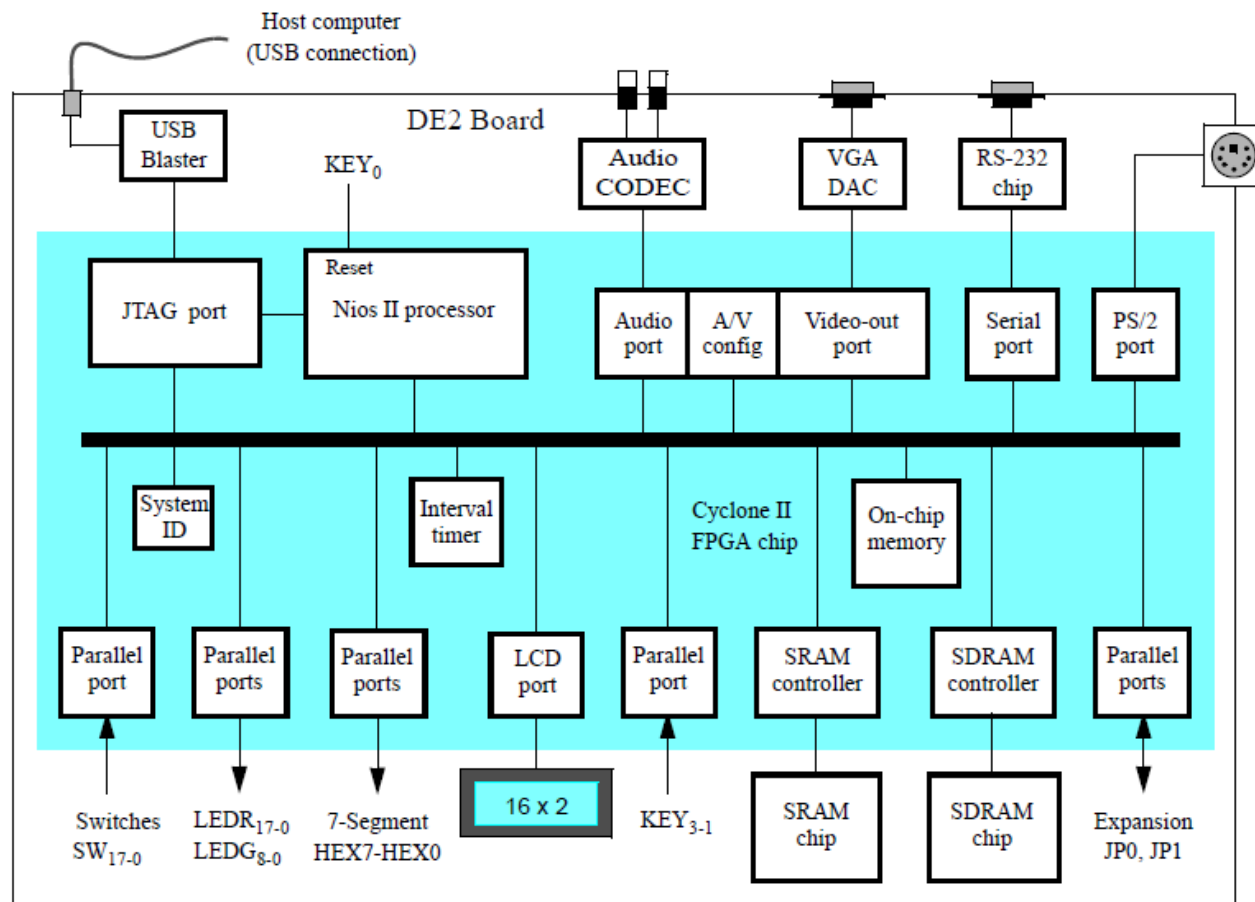 Host computer
(USB connection)
DE2 Board
USB
Blaster
KEY₀
Audio
CODEC
VGA
DAC
RS-232
chip
JTAG port
Reset
Nios II processor
Audio
port
A/V
config
Video-out
port
Serial
port
PS/2
port
System
ID
Interval
timer
Cyclone II
FPGA chip
On-chip
memory
Parallel
port
Parallel
ports
Parallel
ports
LCD
port
Parallel
port
SRAM
controller
SDRAM
controller
Parallel
ports
Switches
SW₁₇₋₀
LEDR₁₇₋₀
LEDG₈₋₀
7-Segment
HEX7-HEX0
16 x 2
KEY₃₋₁
SRAM
chip
SDRAM
chip
Expansion
JP0, JP1